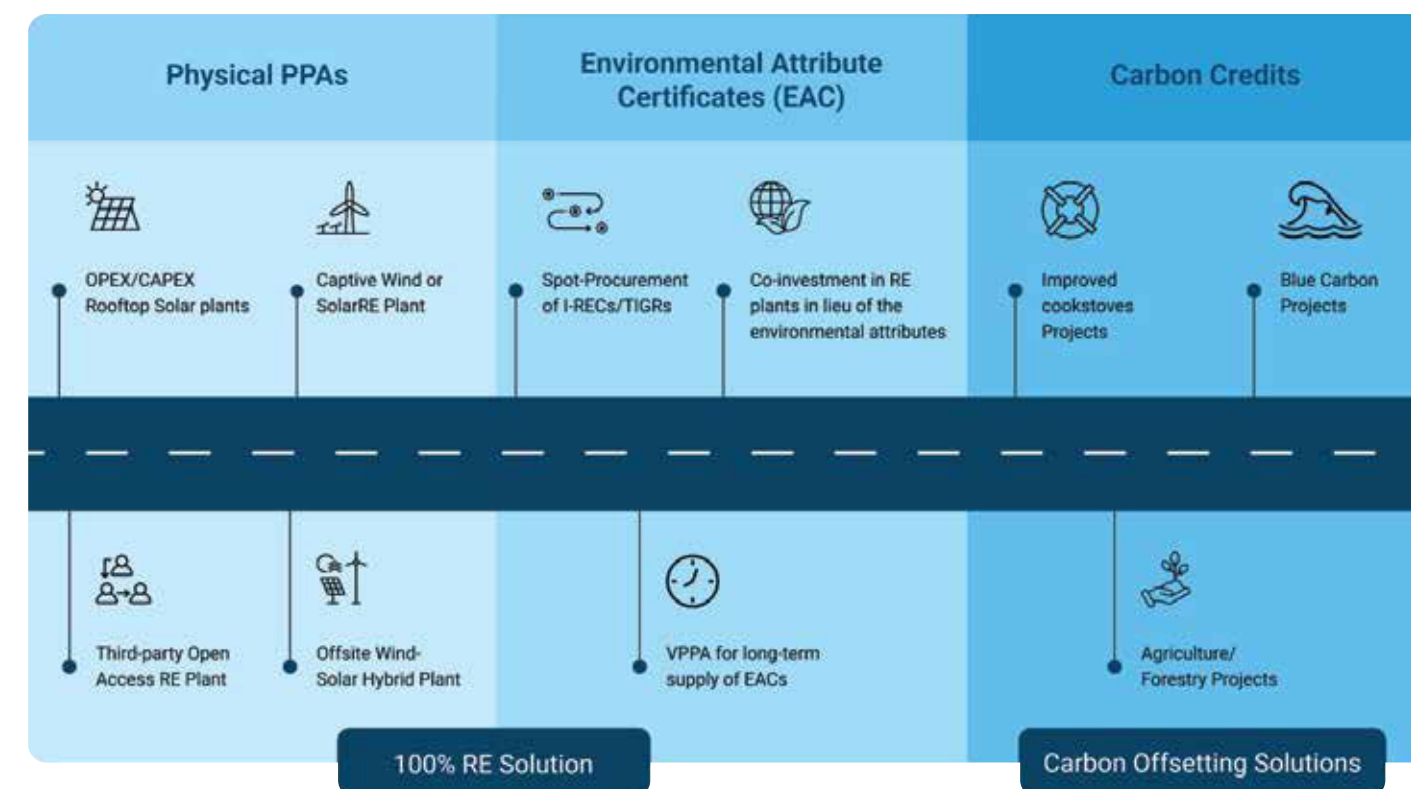 Physical PPAs
Environmental Attribute
Certificates (EAC)
Carbon Credits
OPEX/CAPEX
Rooftop Solar plants
Captive Wind or
SolarRE Plant
Spot-Procurement
of I-RECs/TIGRs
Co-investment in RE
plants in lieu of the
environmental attributes
Improved
cookstoves
Projects
Blue Carbon
Projects
Third-party Open
Access RE Plant
Offsite Wind-
Solar Hybrid Plant
VPPA for long-term
supply of EACs
Agriculture/
Forestry Projects
100% RE Solution
Carbon Offsetting Solutions